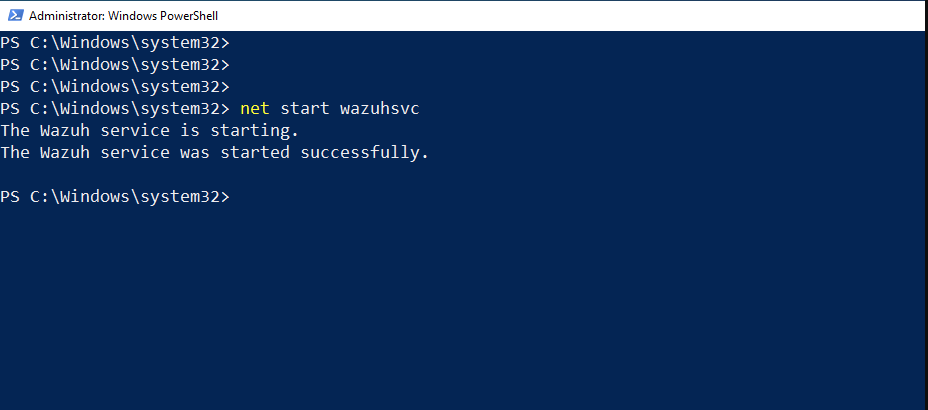 Administrator: Windows PowerShell
PS C:\Windows\system32>
PS C:\Windows\system32>
PS C:\Windows\system32>
PS C:\Windows\system32> net start wazuhsvc
The Wazuh service is starting.
The Wazuh service was started successfully.
PS C:\Windows\system32>